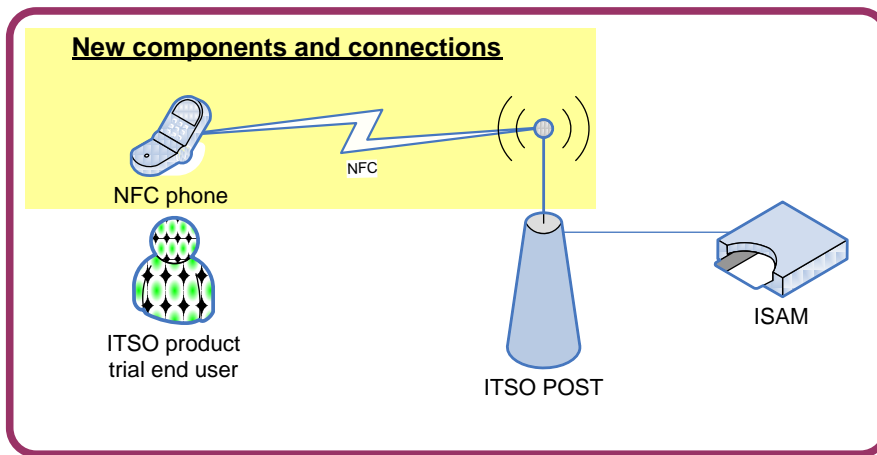 New components and connections
NFC
NFC phone
ITSO product
trial end user
ITSO POST
ISAM